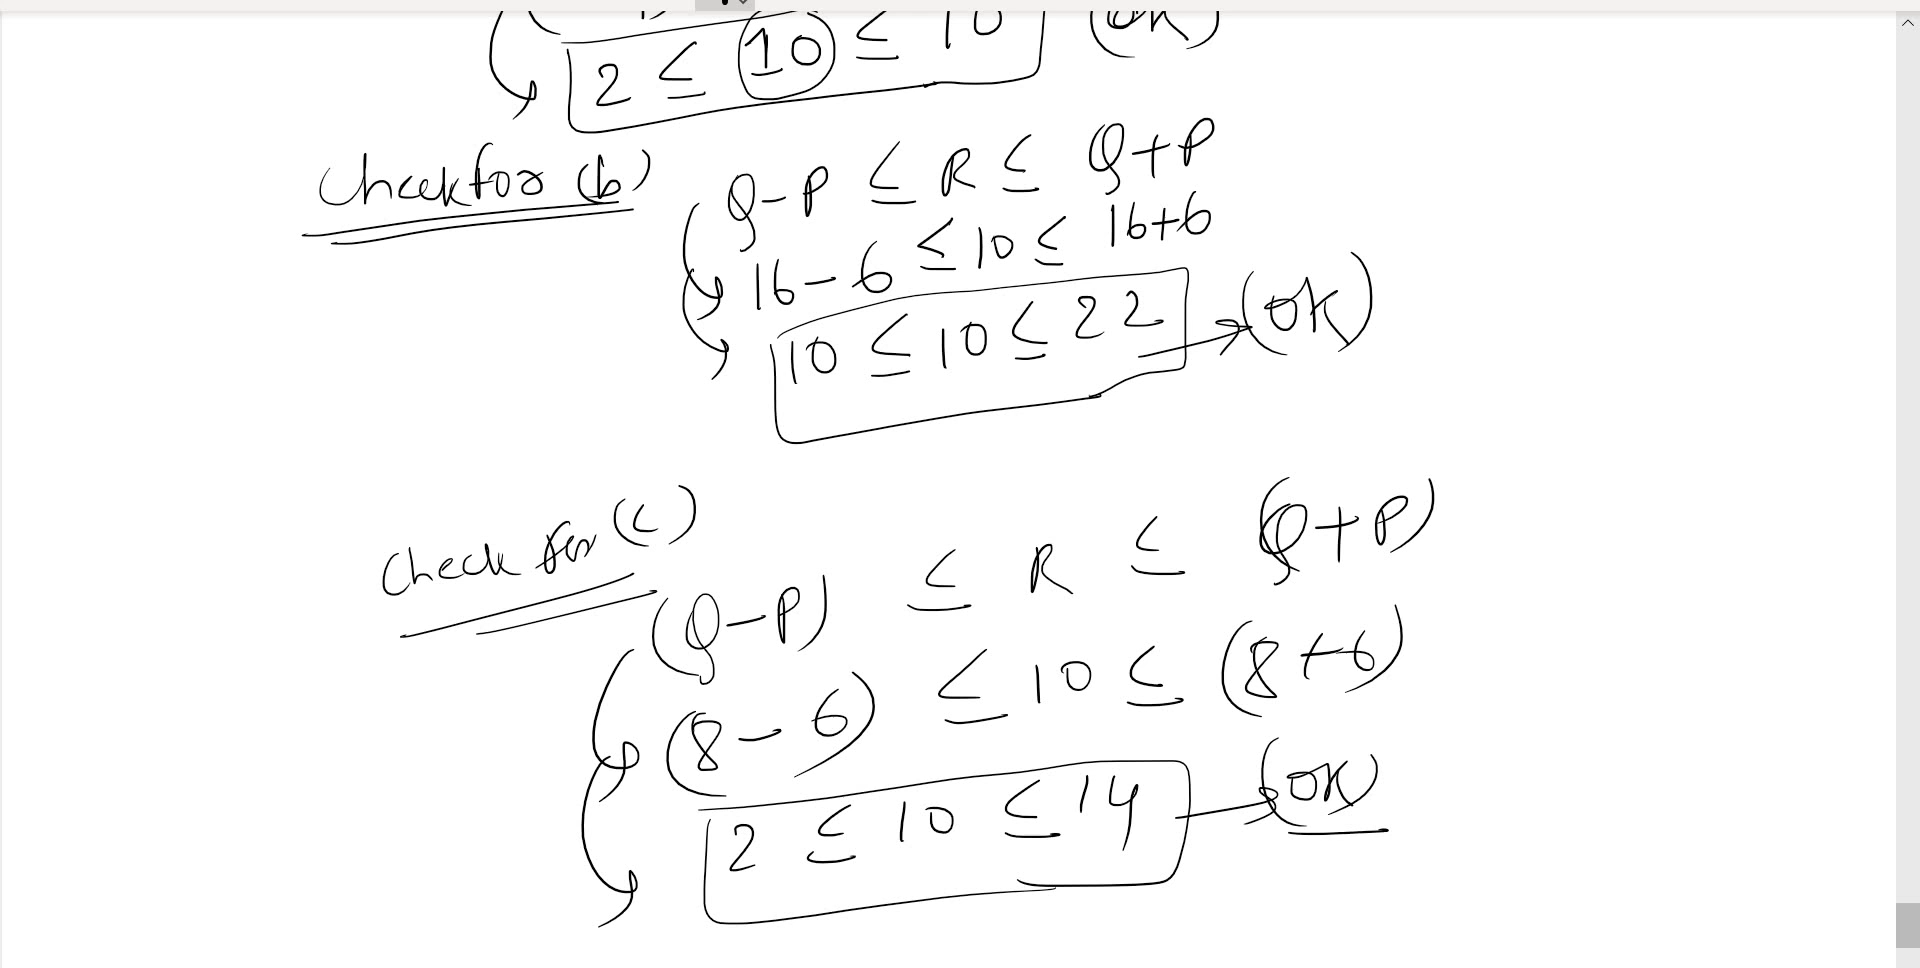 2 ≤ 10 ≤ 10 (OK)
Check for (b)
Q-P ≤ R ≤ Q+P
16-6 ≤ 10 ≤ 16+6
10 ≤ 10 ≤ 22 → (OK)
Check for (c)
(Q-P) ≤ R ≤ (Q+P)
(8-6) ≤ 10 ≤ (8+6)
2 ≤ 10 ≤ 14 → (OK)